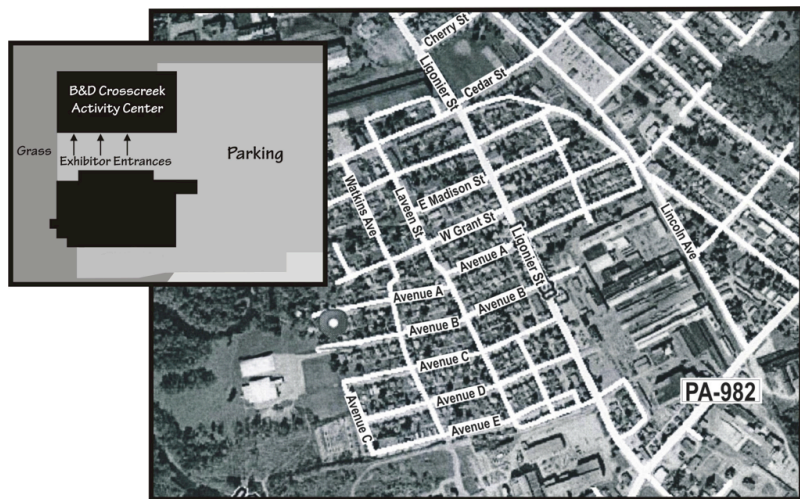 B&D Crosscreek
Activity Center
Grass
Exhibitor Entrances
Parking
Cherry St
Ligonier St
Cedar St
Watkins Ave
Laveen St
E Madison St
W Grant St
Ligonier St
Lincoln Ave
Avenue A
Avenue A
Avenue B
Avenue B
Avenue C
Avenue D
Avenue C
Avenue E
PA-982